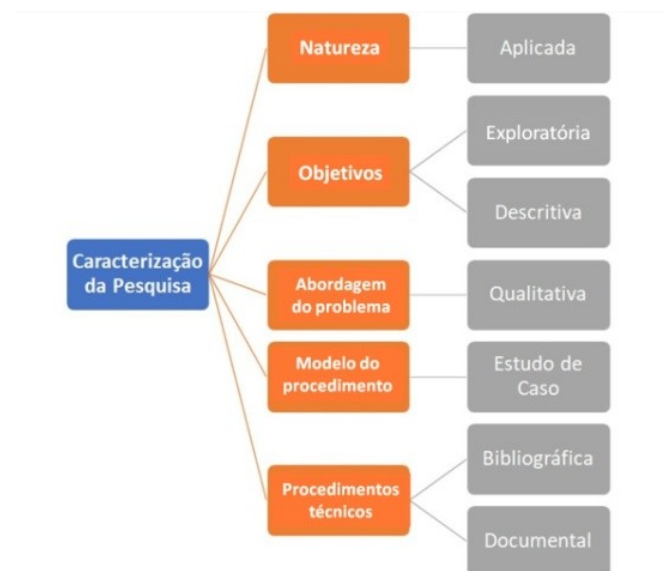 Natureza
Aplicada
Objetivos
Exploratória
Descritiva
Caracterização
da Pesquisa
Abordagem
do problema
Qualitativa
Modelo do
procedimento
Estudo de
Caso
Procedimentos
técnicos
Bibliográfica
Documental